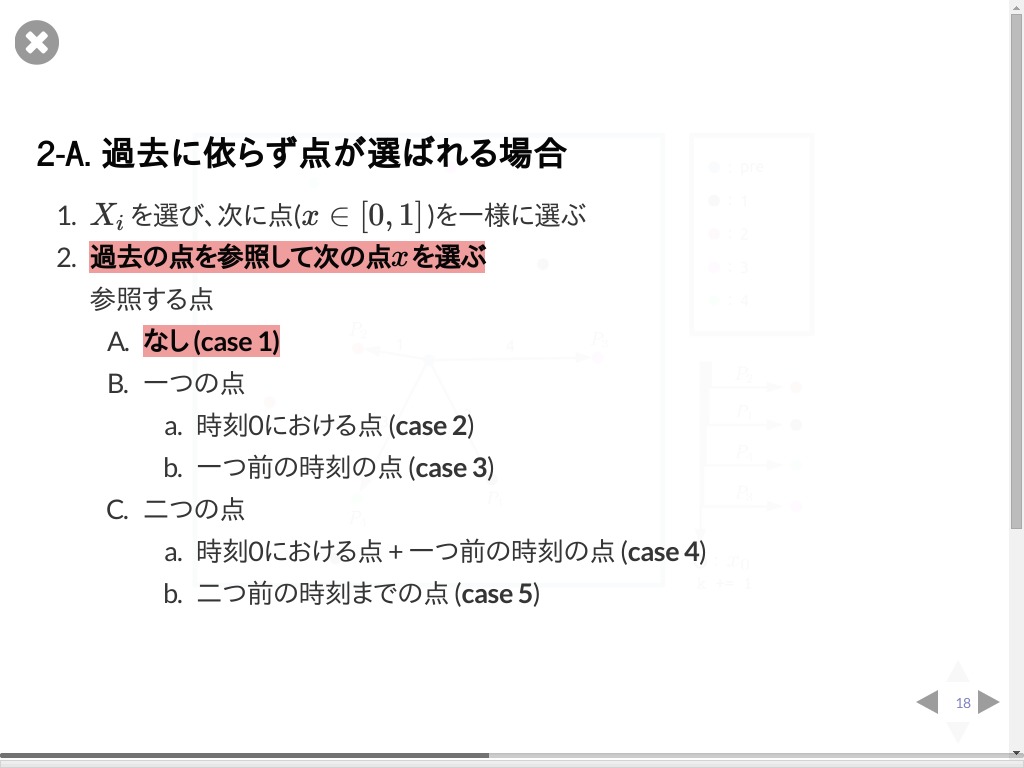 2-A. 過去に依らず点が選ばれる場合
1. X_i を選び、次に点(x ∈ [0, 1])を一様に選ぶ
2. 過去の点を参照して次の点xを選ぶ
参照する点
A. なし (case 1)
B. 一つの点
a. 時刻0における点 (case 2)
b. 一つ前の時刻の点 (case 3)
C. 二つの点
a. 時刻0における点 + 一つ前の時刻の点 (case 4)
b. 二つ前の時刻までの点 (case 5)
18